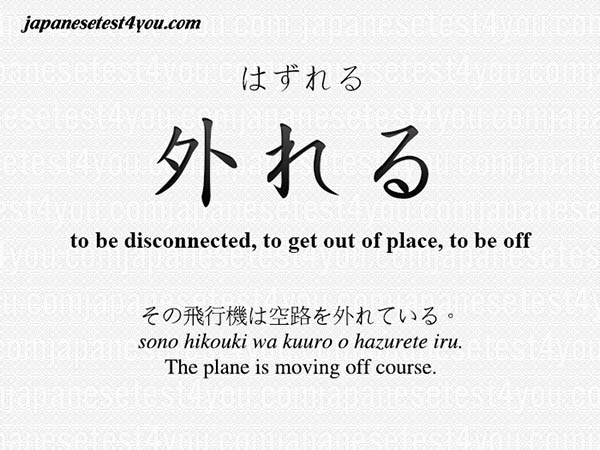 japanesetest4you.com
はずれる
外れる
to be disconnected, to get out of place, to be off
その飛行機は空路を外れている。
sono hikouki wa kuuro o hazurete iru.
The plane is moving off course.